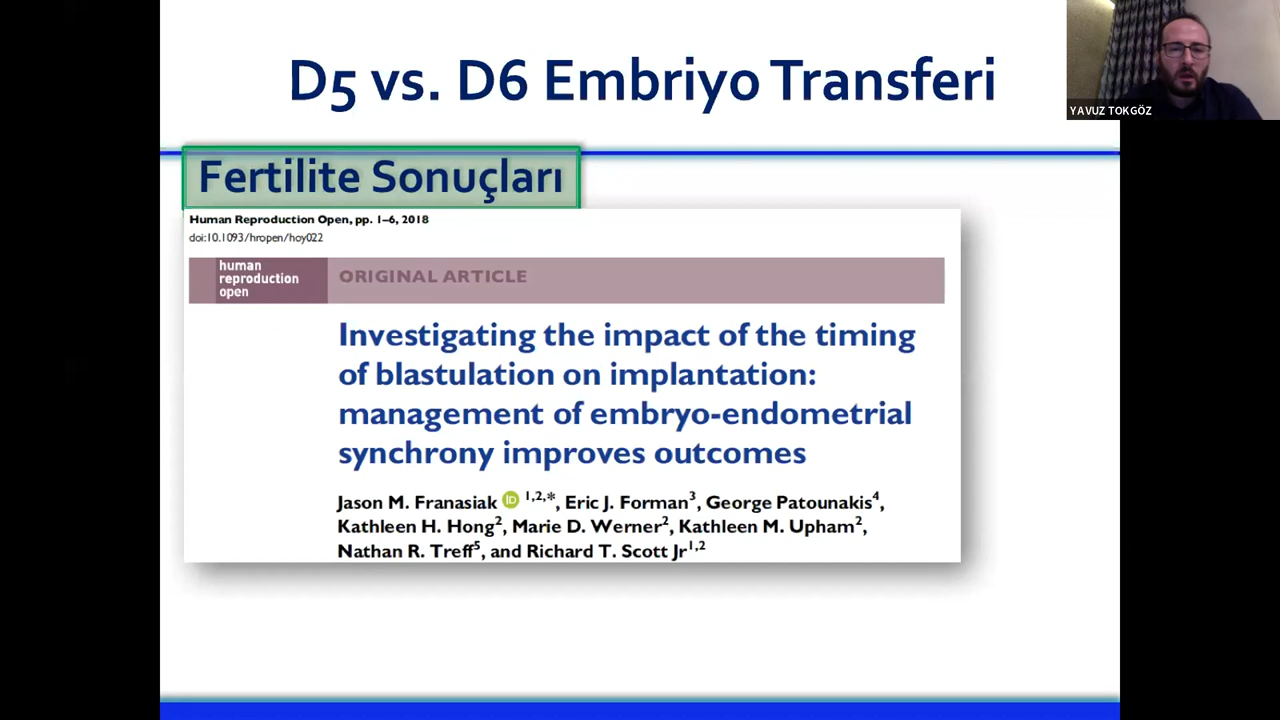 D5 vs. D6 Embriyo Transferi
YAVUZ TOKGÖZ
Fertilite Sonuçları
Human Reproduction Open, pp. 1–6, 2018
doi:10.1093/hropen/hoy022
human
reproduction
open
ORIGINAL ARTICLE
Investigating the impact of the timing
of blastulation on implantation:
management of embryo-endometrial
synchrony improves outcomes
Jason M. Franasiak iD 1,2,*, Eric J. Forman3, George Patounakis4,
Kathleen H. Hong2, Marie D. Werner2, Kathleen M. Upham2,
Nathan R. Treff5, and Richard T. Scott Jr1,2